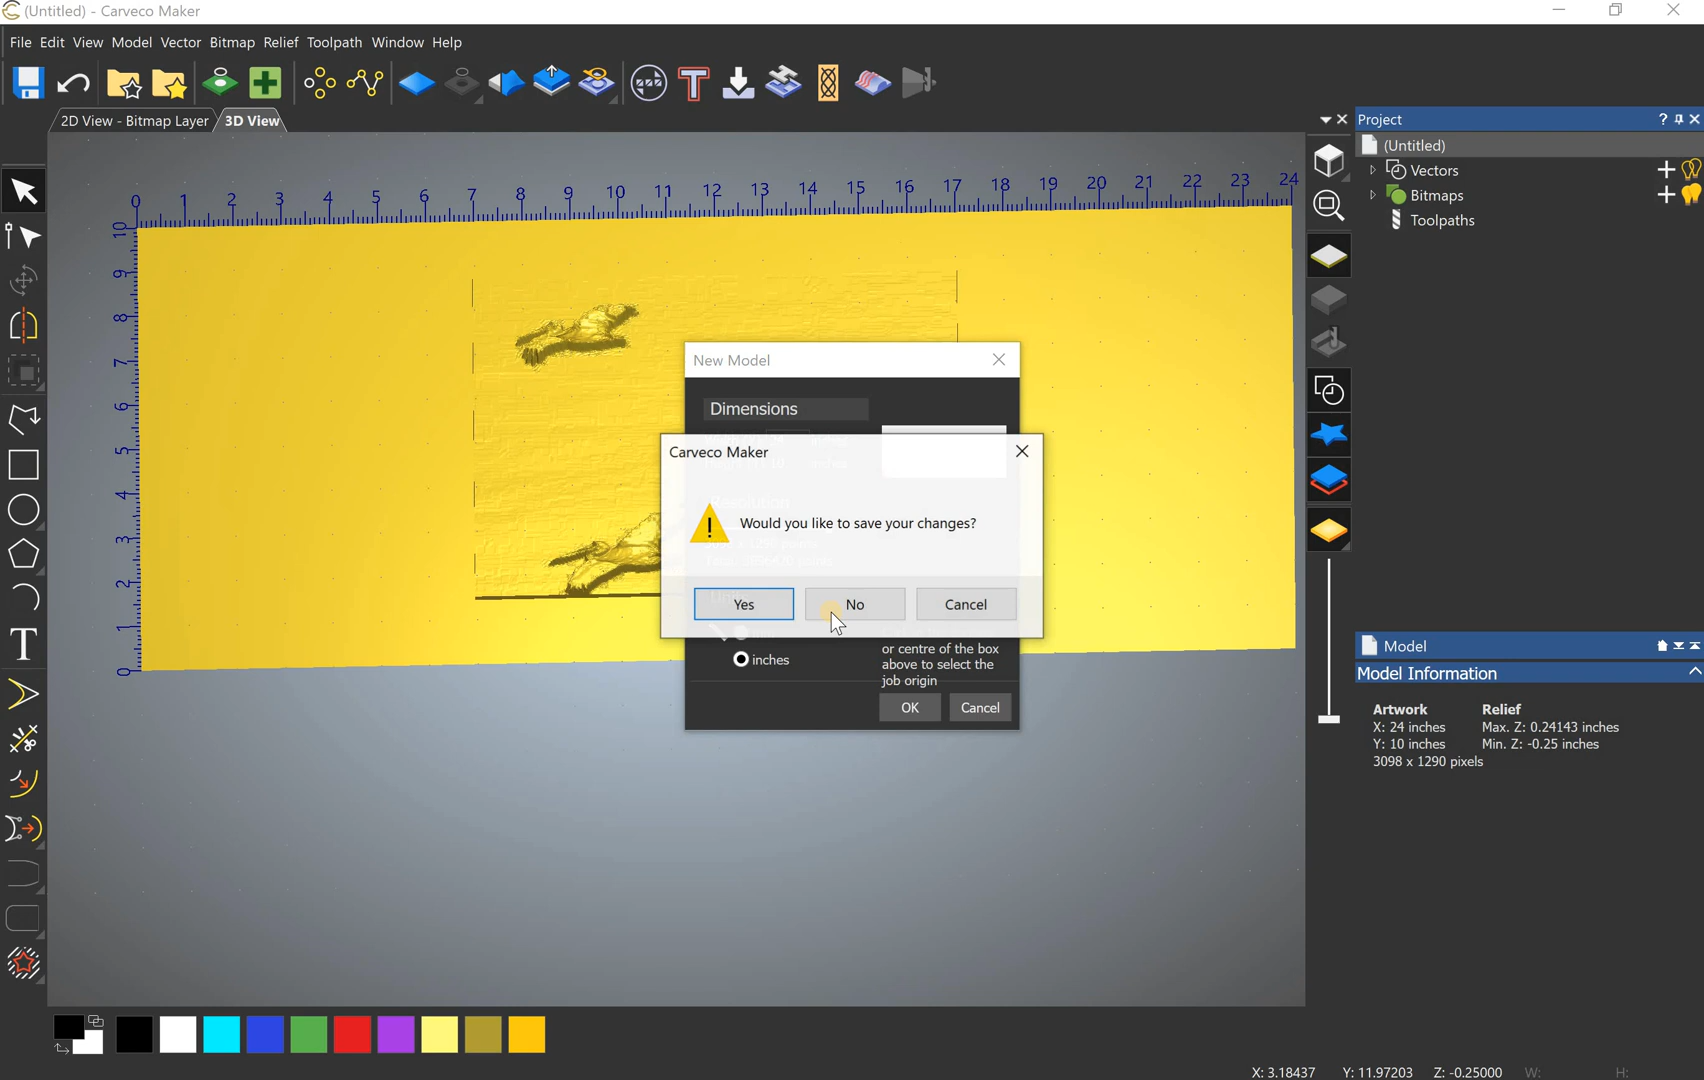 (Untitled) - Carveco Maker
File Edit View Model Vector Bitmap Relief Toolpath Window Help
2D View - Bitmap Layer
3D View
0 1 2 3 4 5 6 7 8 9 10 11 12 13 14 15 16 17 18 19 20 21 22 23 24
10
9
8
7
6
5
4
3
2
1
0
New Model
Dimensions
Carveco Maker
Resolution
Would you like to save your changes?
Yes No Cancel
inches
or centre of the box
above to select the
job origin
OK Cancel
Project
(Untitled)
Vectors
Bitmaps
Toolpaths
Model
Model Information
Artwork Relief
X: 24 inches Max. Z: 0.24143 inches
Y: 10 inches Min. Z: -0.25 inches
3098 x 1290 pixels
X: 3.18437 Y: 11.97203 Z: -0.25000 W: H: